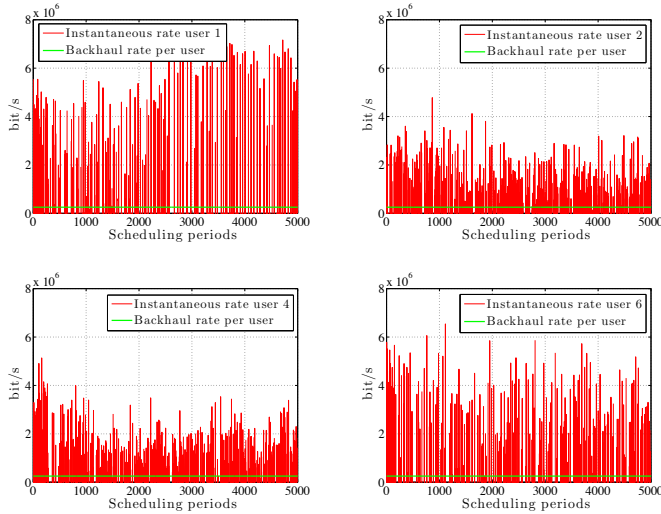 x 10^6
8
6
4
2
0
bit/s
Instantaneous rate user 1
Backhaul rate per user
0 1000 2000 3000 4000 5000
Scheduling periods
x 10^6
8
6
4
2
0
bit/s
Instantaneous rate user 2
Backhaul rate per user
0 1000 2000 3000 4000 5000
Scheduling periods
x 10^6
8
6
4
2
0
bit/s
Instantaneous rate user 4
Backhaul rate per user
0 1000 2000 3000 4000 5000
Scheduling periods
x 10^6
8
6
4
2
0
bit/s
Instantaneous rate user 6
Backhaul rate per user
0 1000 2000 3000 4000 5000
Scheduling periods